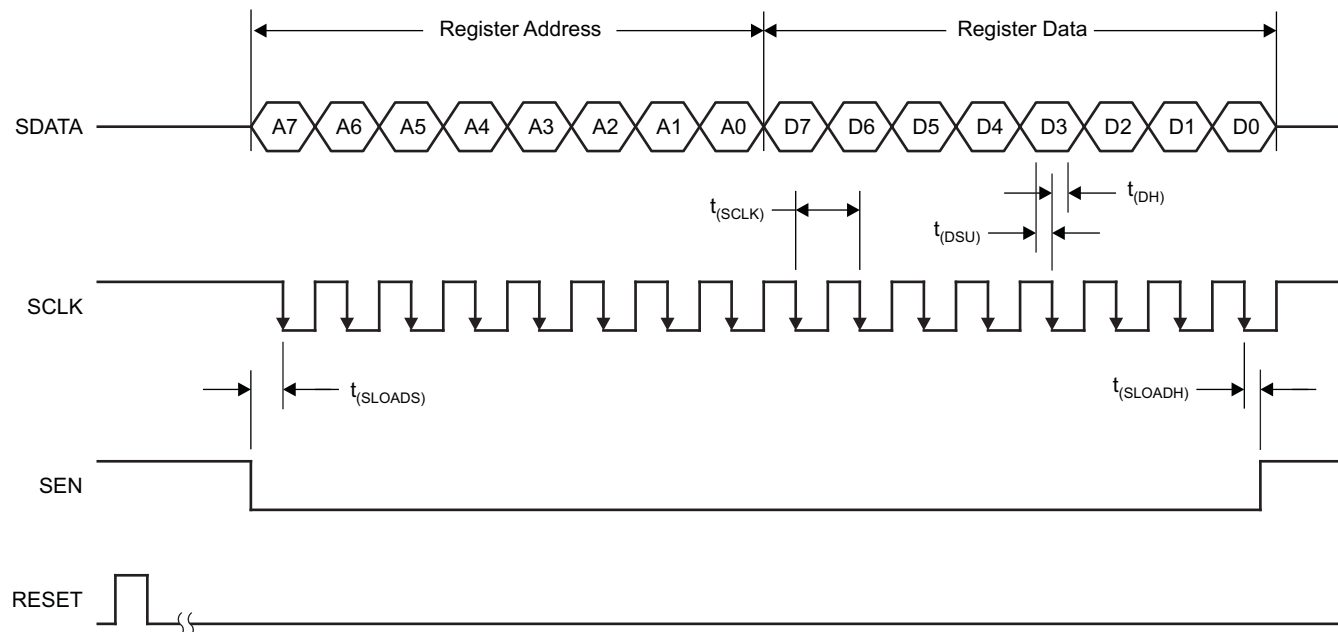 Register Address Register Data
SDATA A7 A6 A5 A4 A3 A2 A1 A0 D7 D6 D5 D4 D3 D2 D1 D0
t(DH)
t(SCLK)
t(DSU)
SCLK
t(SLOADS) t(SLOADH)
SEN
RESET